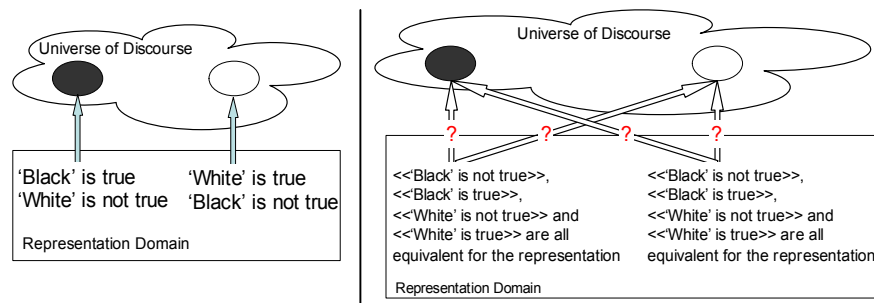 Universe of Discourse
'Black' is true
'White' is not true
'White' is true
'Black' is not true
Representation Domain
Universe of Discourse
?
?
?
?
<<'Black' is not true>>,
<<'Black' is true>>,
<<'White' is not true>> and
<<'White' is true>> are all
equivalent for the representation
<<'Black' is not true>>,
<<'Black' is true>>,
<<'White' is not true>> and
<<'White' is true>> are all
equivalent for the representation
Representation Domain